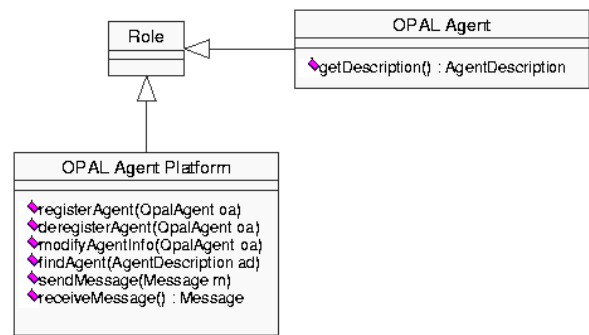 Role
OPAL Agent
getDescription() : AgentDescription
OPAL Agent Platform
registerAgent(OpalAgent oa)
deregisterAgent(OpalAgent oa)
modifyAgentInfo(OpalAgent oa)
findAgent(AgentDescription ad)
sendMessage(Message m)
receiveMessage() : Message